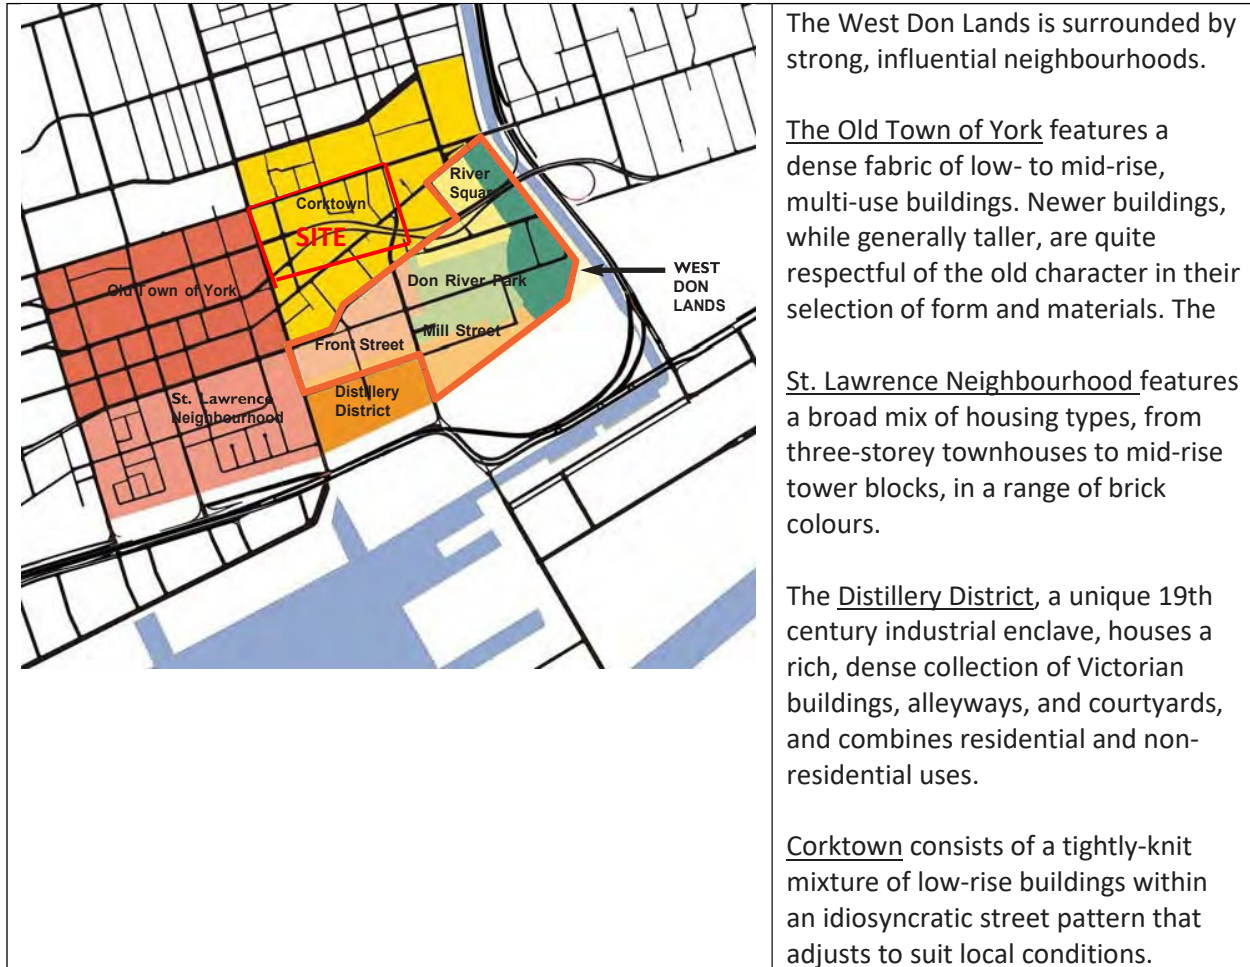 River
Squar
Corktown
SITE
Old Town of York
Don River Park
WEST
DON
LANDS
Mill Street
Front Street
St. Lawrence
Neighbourhood
Distillery
District
The West Don Lands is surrounded by
strong, influential neighbourhoods.
The Old Town of York features a
dense fabric of low- to mid-rise,
multi-use buildings. Newer buildings,
while generally taller, are quite
respectful of the old character in their
selection of form and materials. The
St. Lawrence Neighbourhood features
a broad mix of housing types, from
three-storey townhouses to mid-rise
tower blocks, in a range of brick
colours.
The Distillery District, a unique 19th
century industrial enclave, houses a
rich, dense collection of Victorian
buildings, alleyways, and courtyards,
and combines residential and non-
residential uses.
Corktown consists of a tightly-knit
mixture of low-rise buildings within
an idiosyncratic street pattern that
adjusts to suit local conditions.